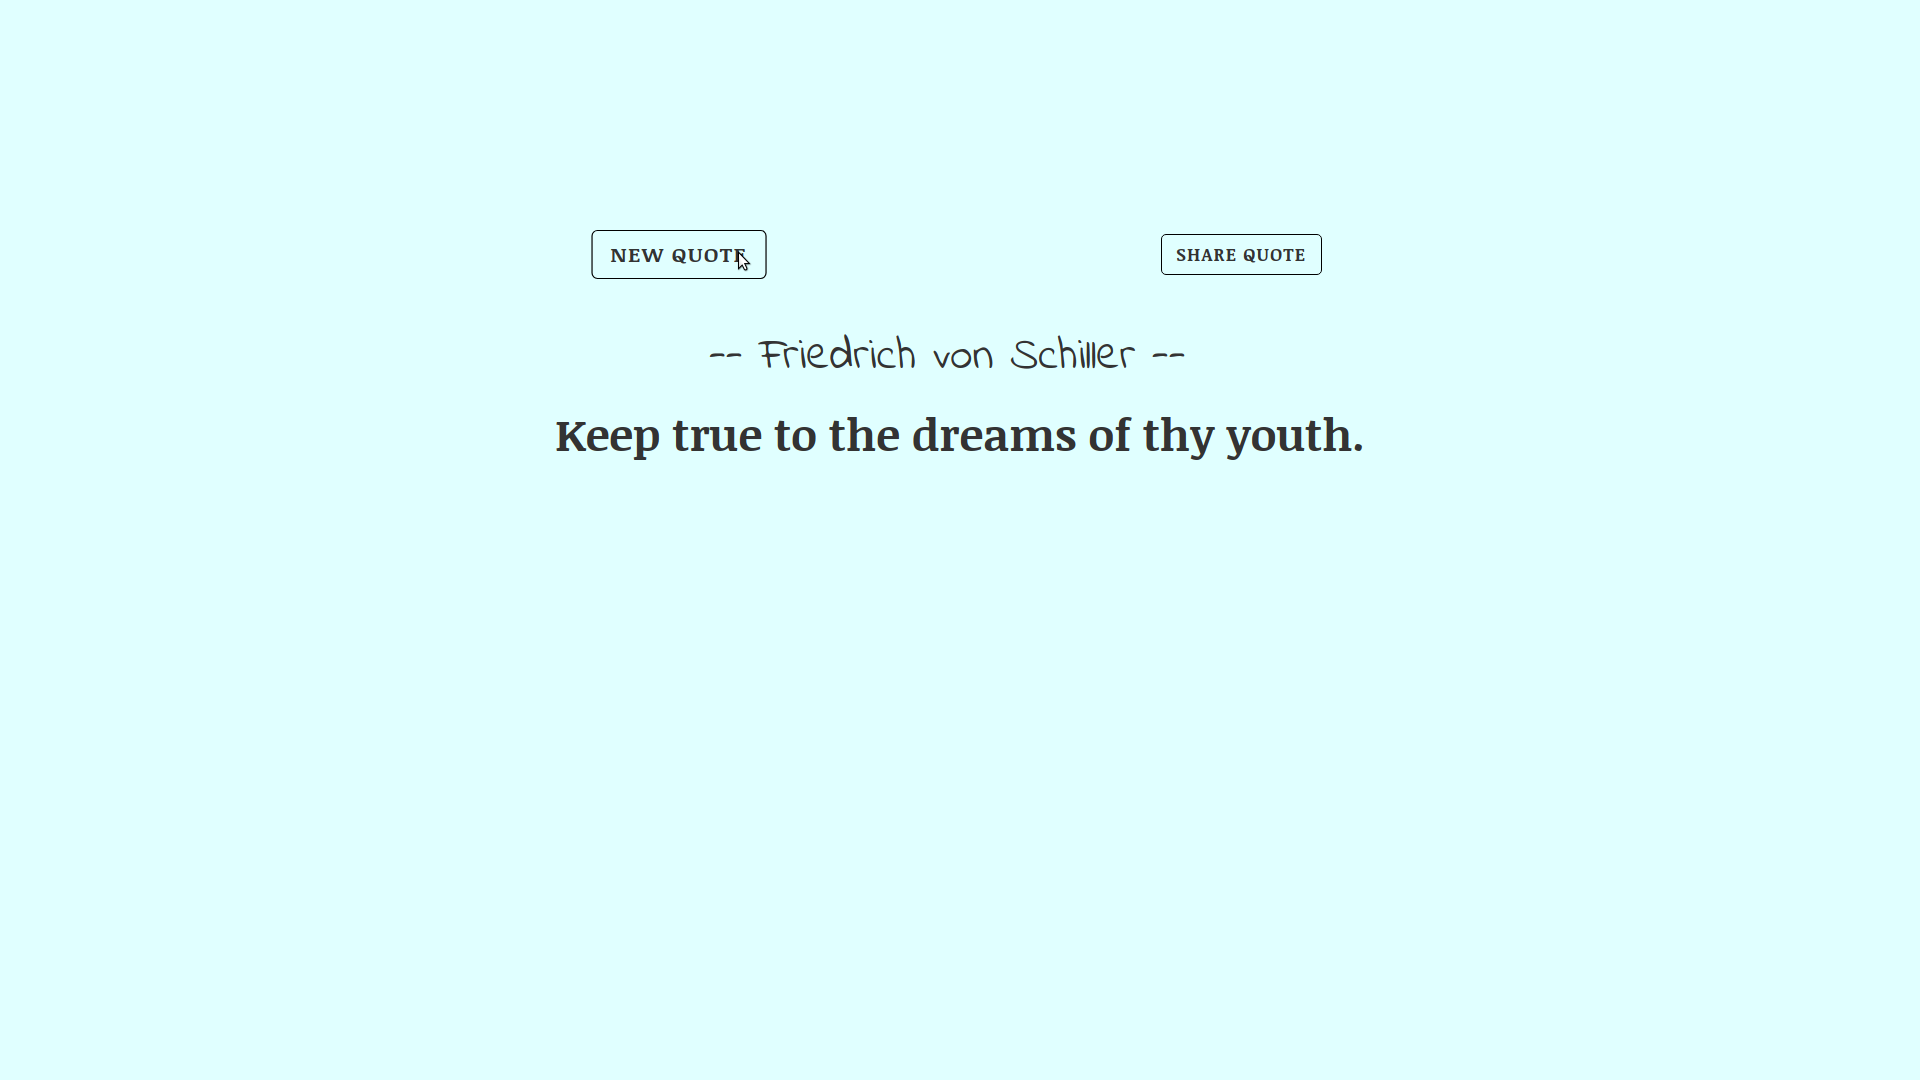 NEW QUOTE
SHARE QUOTE
-- Friedrich von Schiller --
Keep true to the dreams of thy youth.